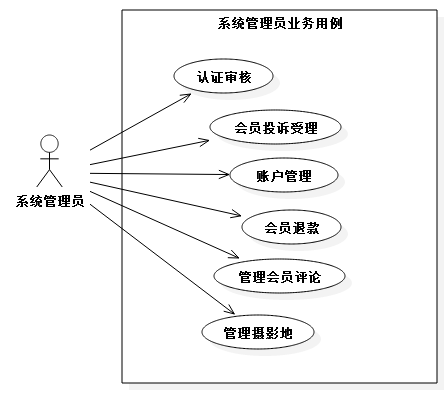 系统管理员业务用例
认证审核
会员投诉受理
账户管理
系统管理员
会员退款
管理会员评论
管理摄影地